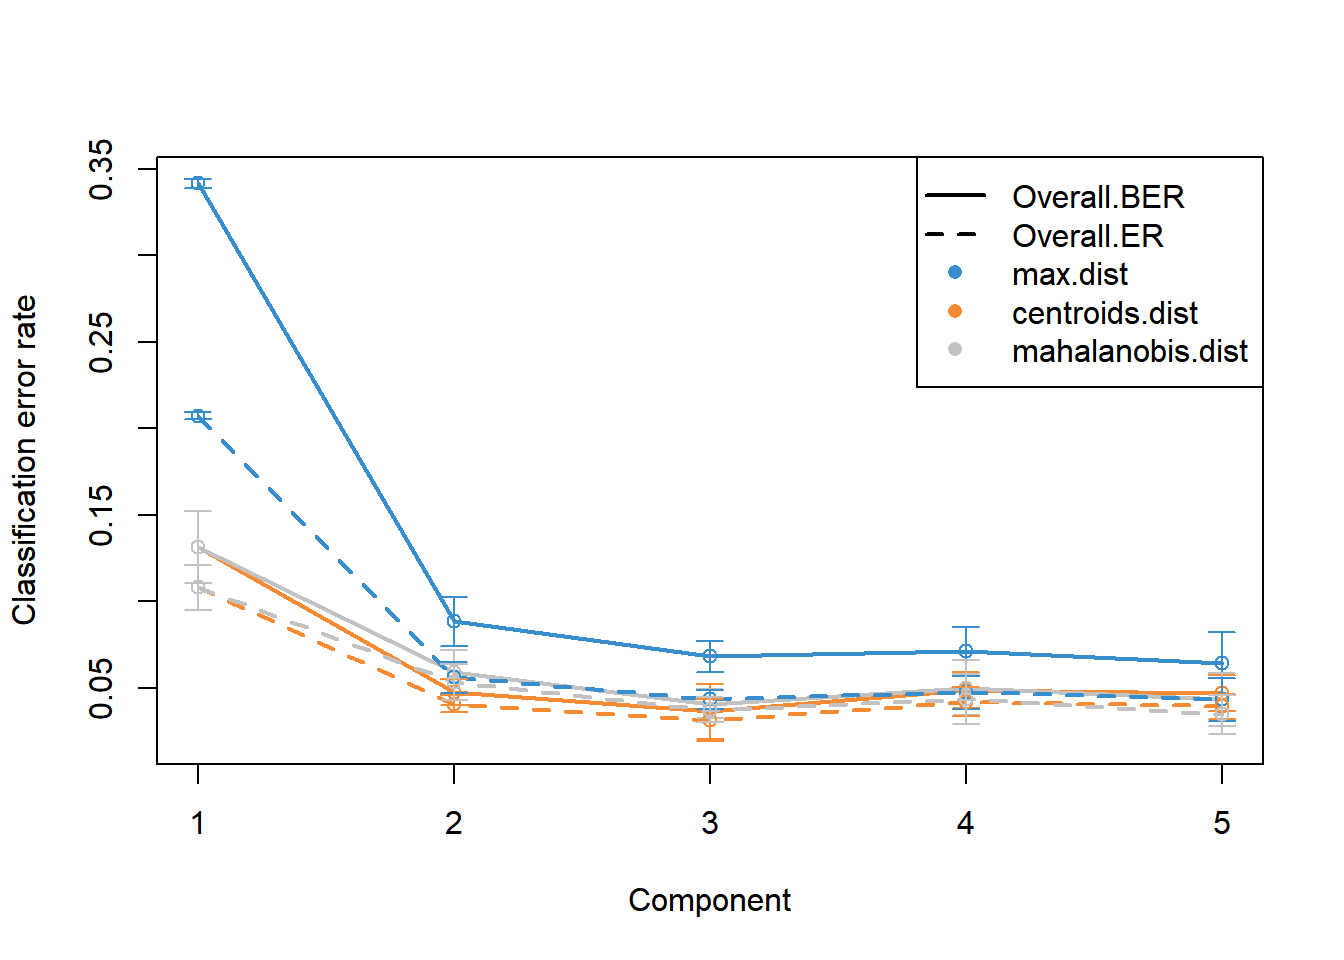 Overall.BER
Overall.ER
max.dist
centroids.dist
mahalanobis.dist
Classification error rate
0.35
0.25
0.15
0.05
1 2 3 4 5
Component